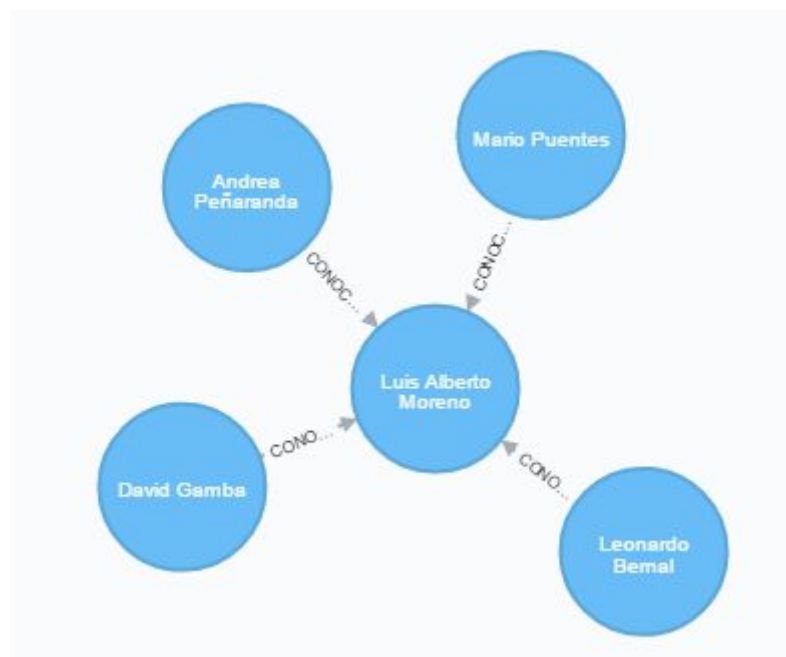 Mario Puentes
Andrea
Peñaranda
CONOC...
CONOC...
Luis Alberto
Moreno
CONO...
CONO...
David Gamba
Leonardo
Bernal